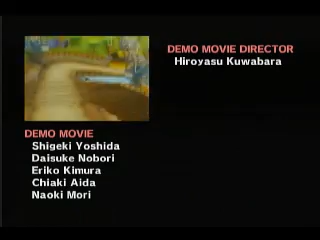 DEMO MOVIE DIRECTOR
Hiroyasu Kuwabara
DEMO MOVIE
Shigeki Yoshida
Daisuke Nobori
Eriko Kimura
Chiaki Aida
Naoki Mori